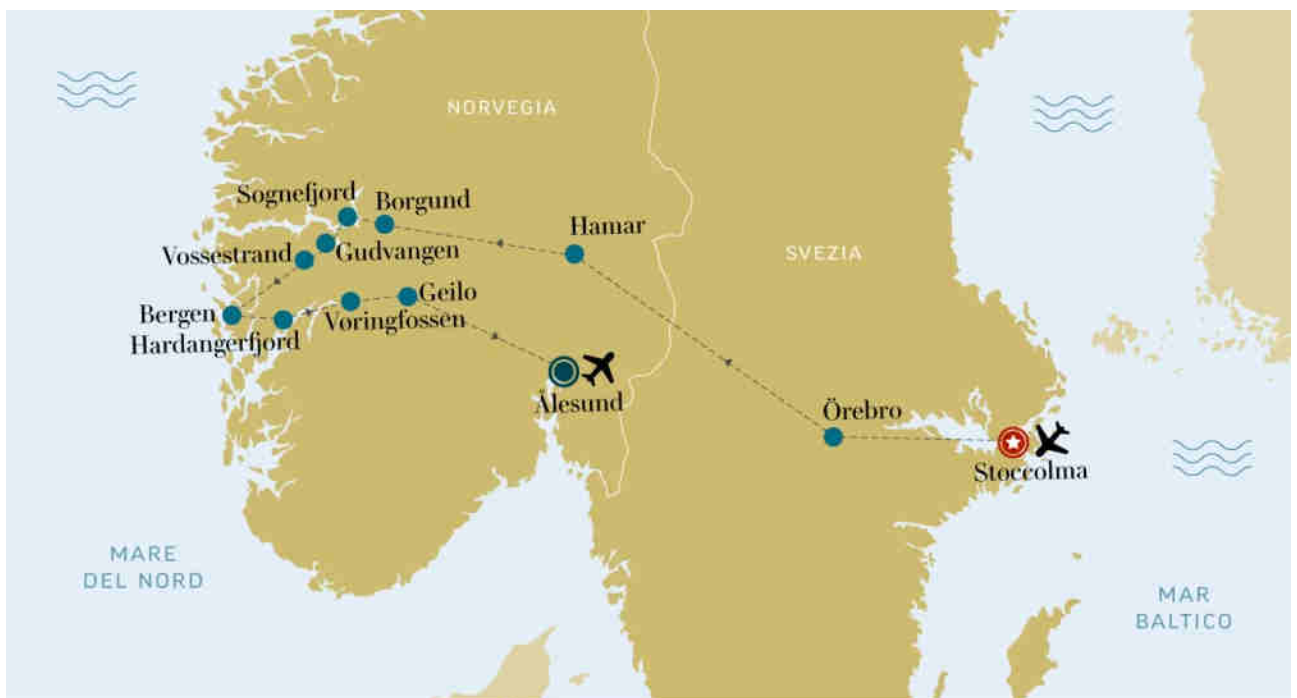 NORVEGIA
Sognefjord
Borgund
Hamar
Vossestrand
Gudvangen
SVEZIA
Geilo
Bergen
Vøringfossen
Hardangerfjord
Ålesund
Örebro
Stoccolma
MARE
DEL NORD
MAR
BALTICO